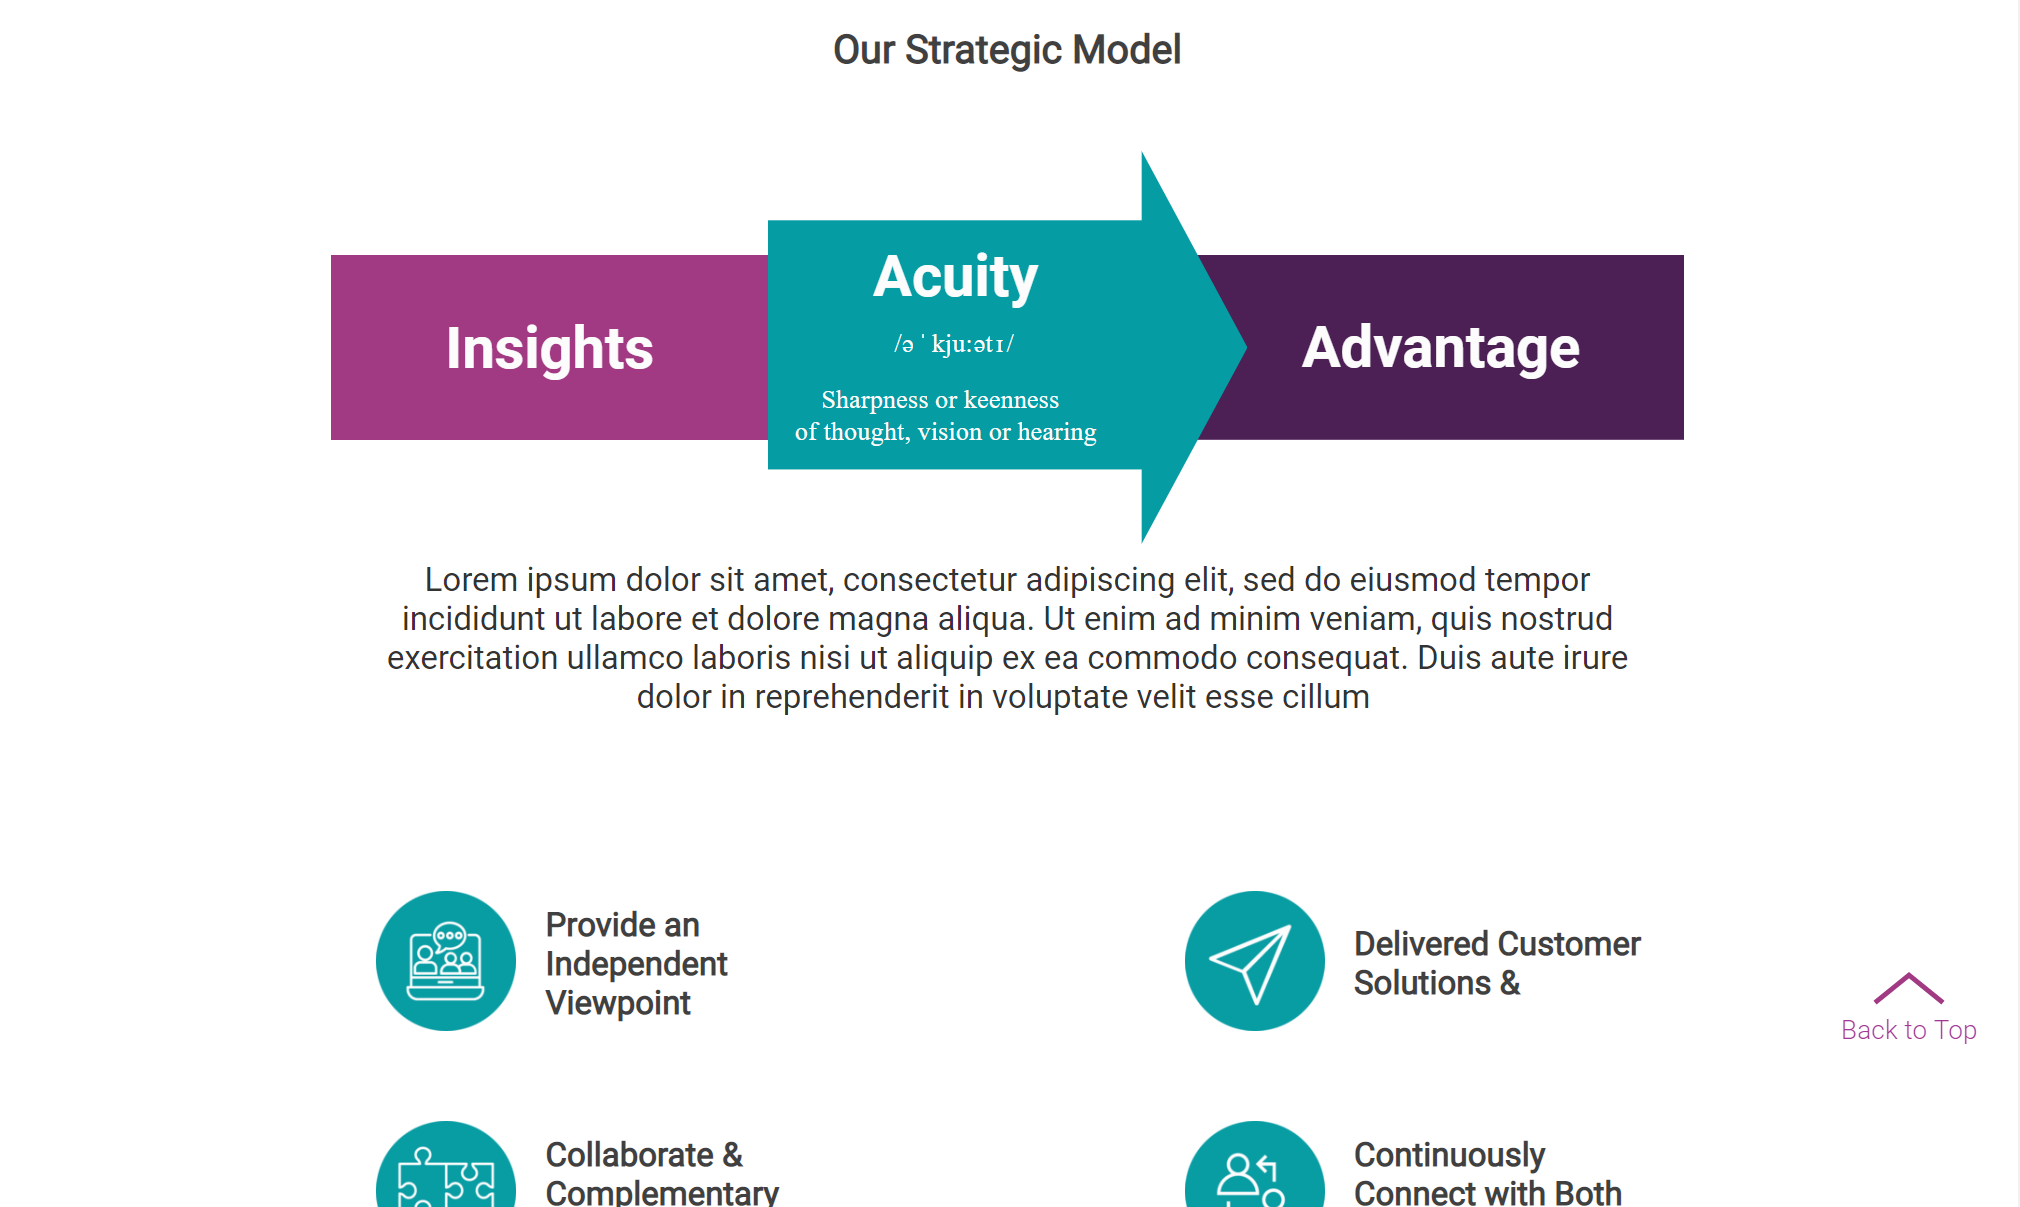 Our Strategic Model
Insights
Acuity
/ə ˈ kju:ətɪ/
Sharpness or keenness
of thought, vision or hearing
Advantage
Lorem ipsum dolor sit amet, consectetur adipiscing elit, sed do eiusmod tempor
incididunt ut labore et dolore magna aliqua. Ut enim ad minim veniam, quis nostrud
exercitation ullamco laboris nisi ut aliquip ex ea commodo consequat. Duis aute irure
dolor in reprehenderit in voluptate velit esse cillum
Provide an
Independent
Viewpoint
Delivered Customer
Solutions &
Back to Top
Collaborate &
Complementary
Continuously
Connect with Both